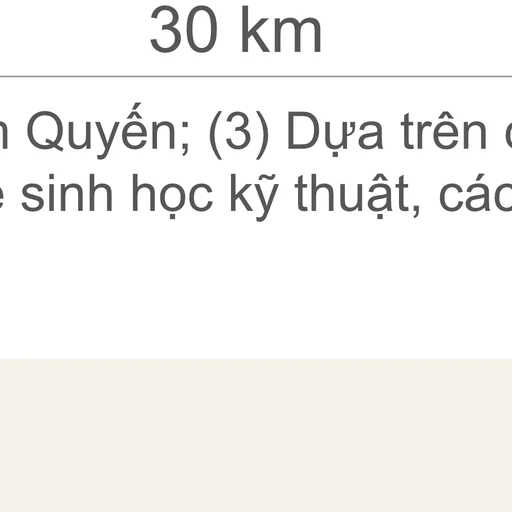 30 km
Quyến; (3) Dựa trên
sinh học kỹ thuật, các